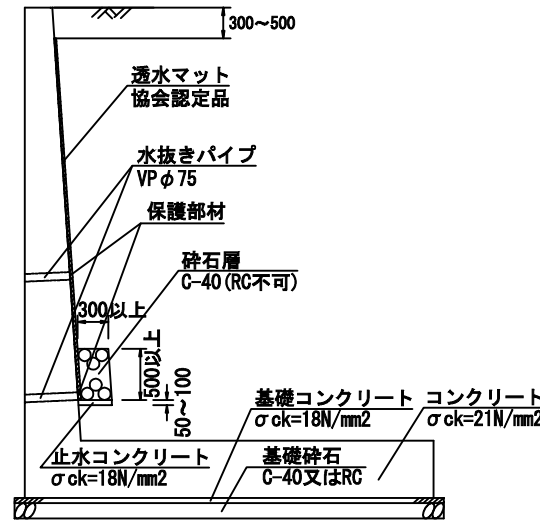 300～500
透水マット
協会認定品
水抜きパイプ
VPφ75
保護部材
砕石層
C-40(RC不可)
300以上
500以上
50～100
基礎コンクリート
σck=18N/mm2
コンクリート
σck=21N/mm2
止水コンクリート
σck=18N/mm2
基礎砕石
C-40又はRC